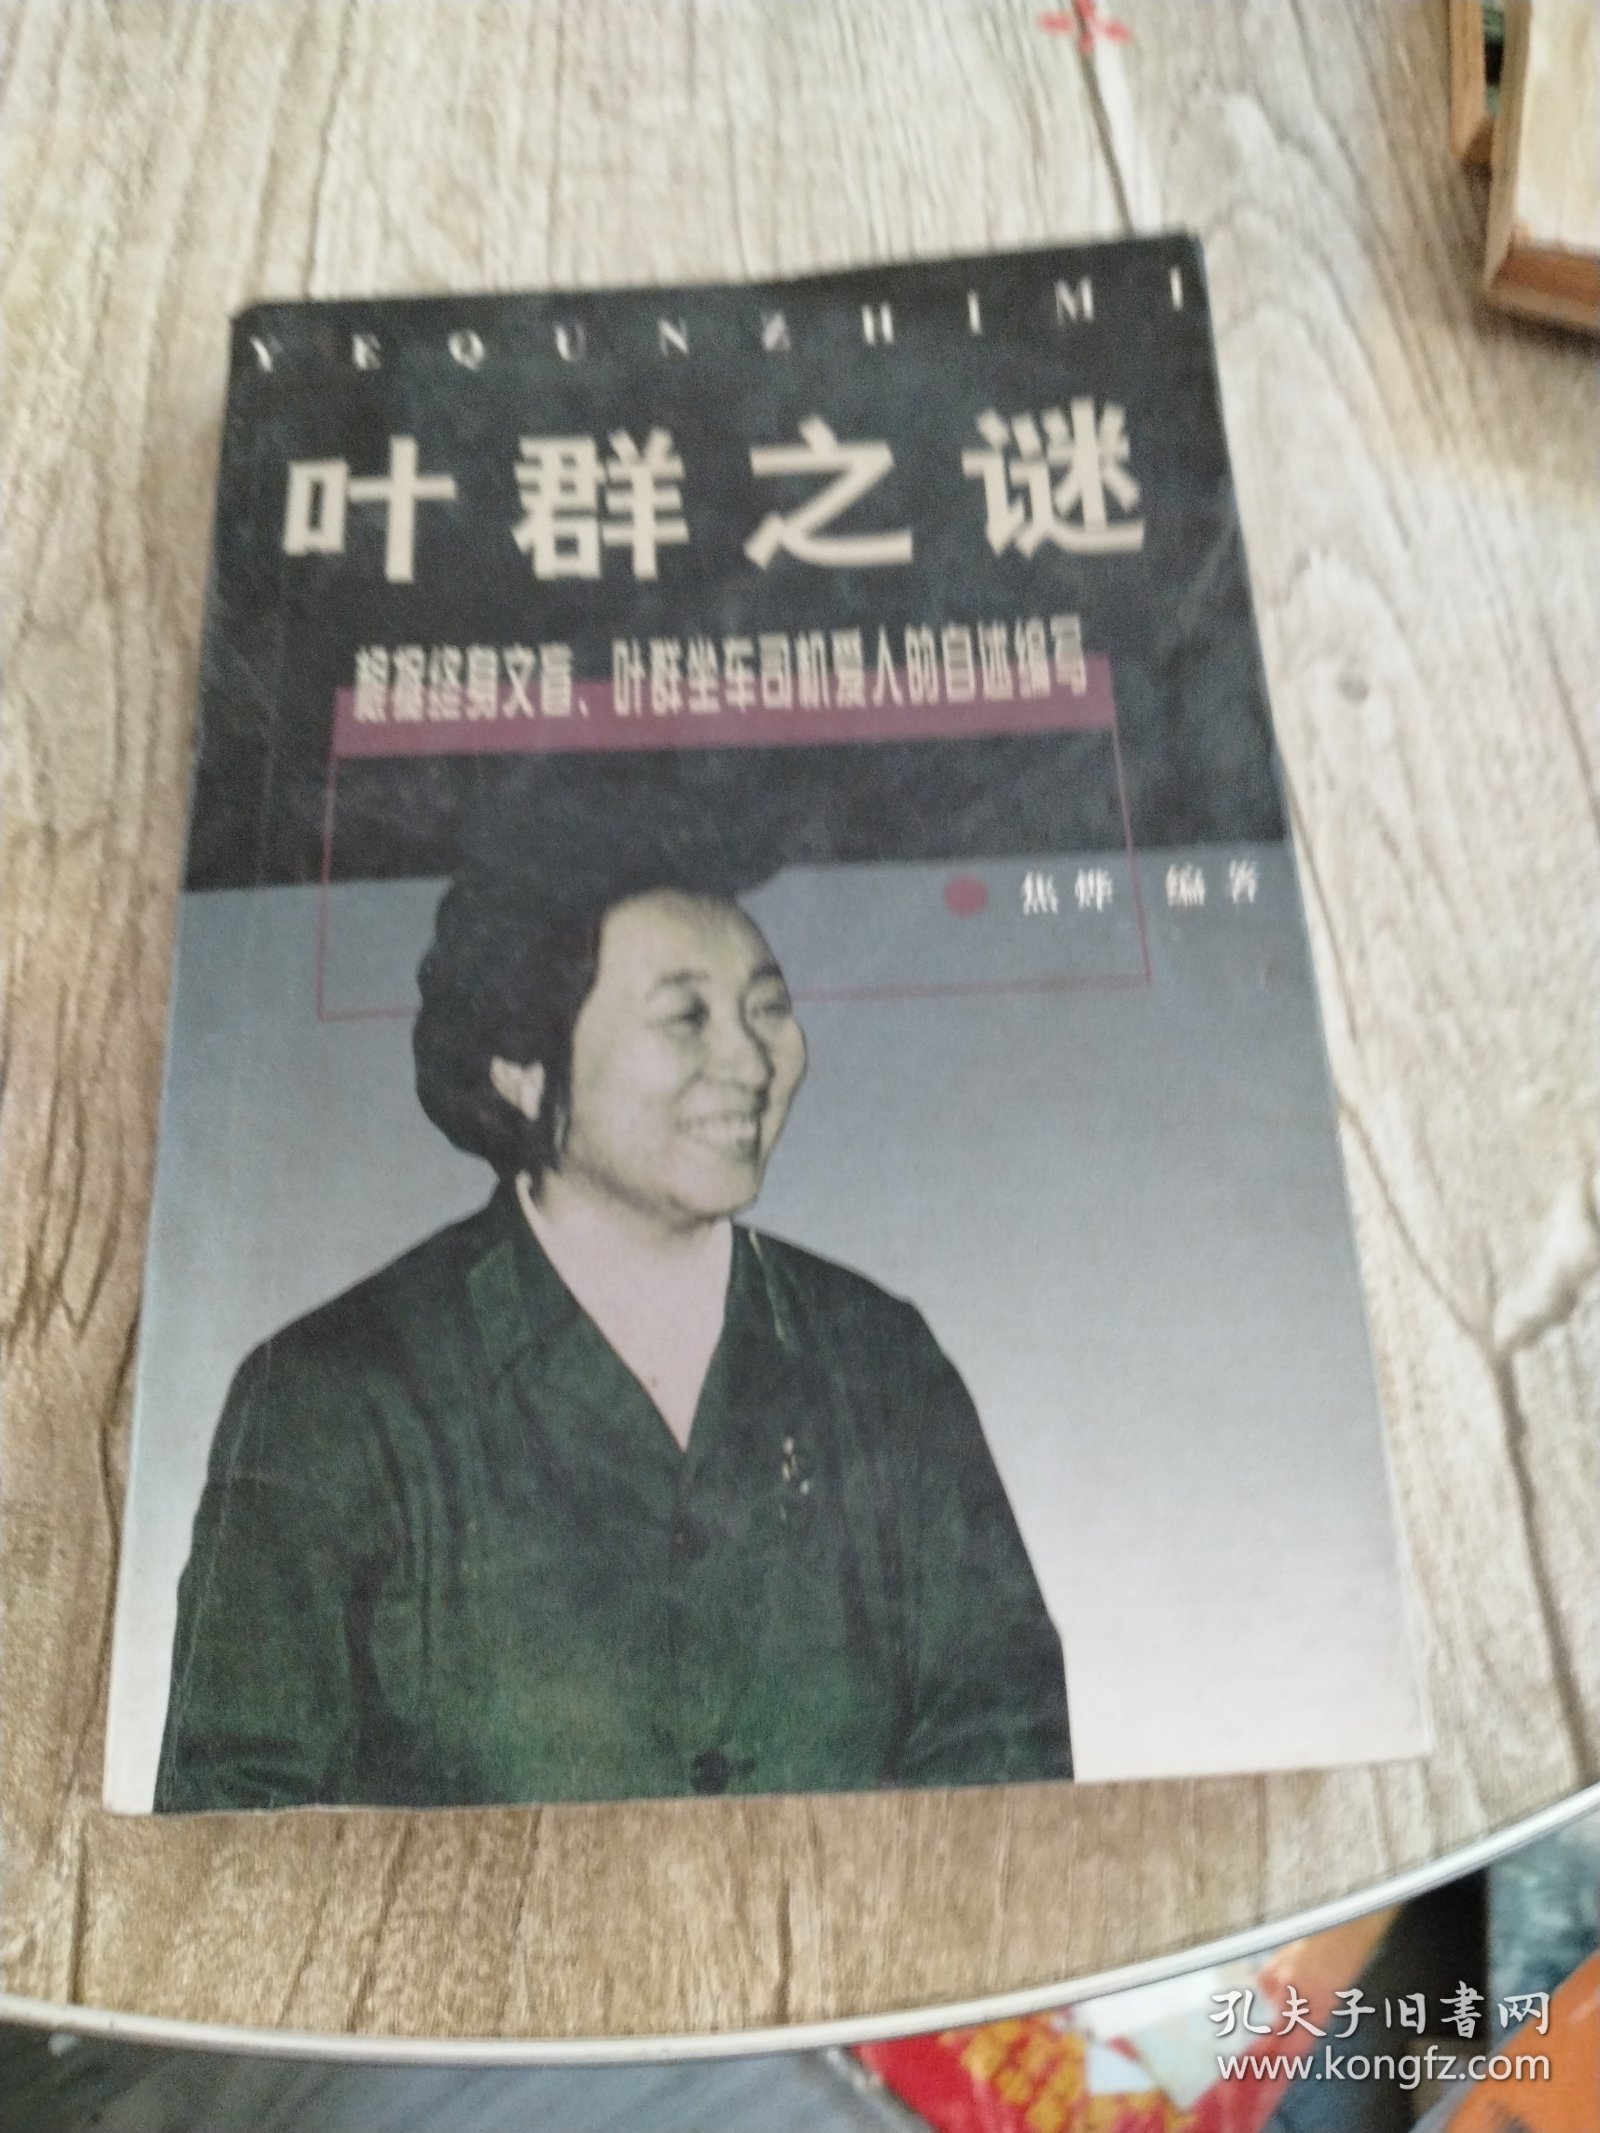 YEQUNZHIMI
叶群之谜
叶群坐车司机爱人的自述编写
焦烨 编著
孔夫子旧书网
www.kongfz.com